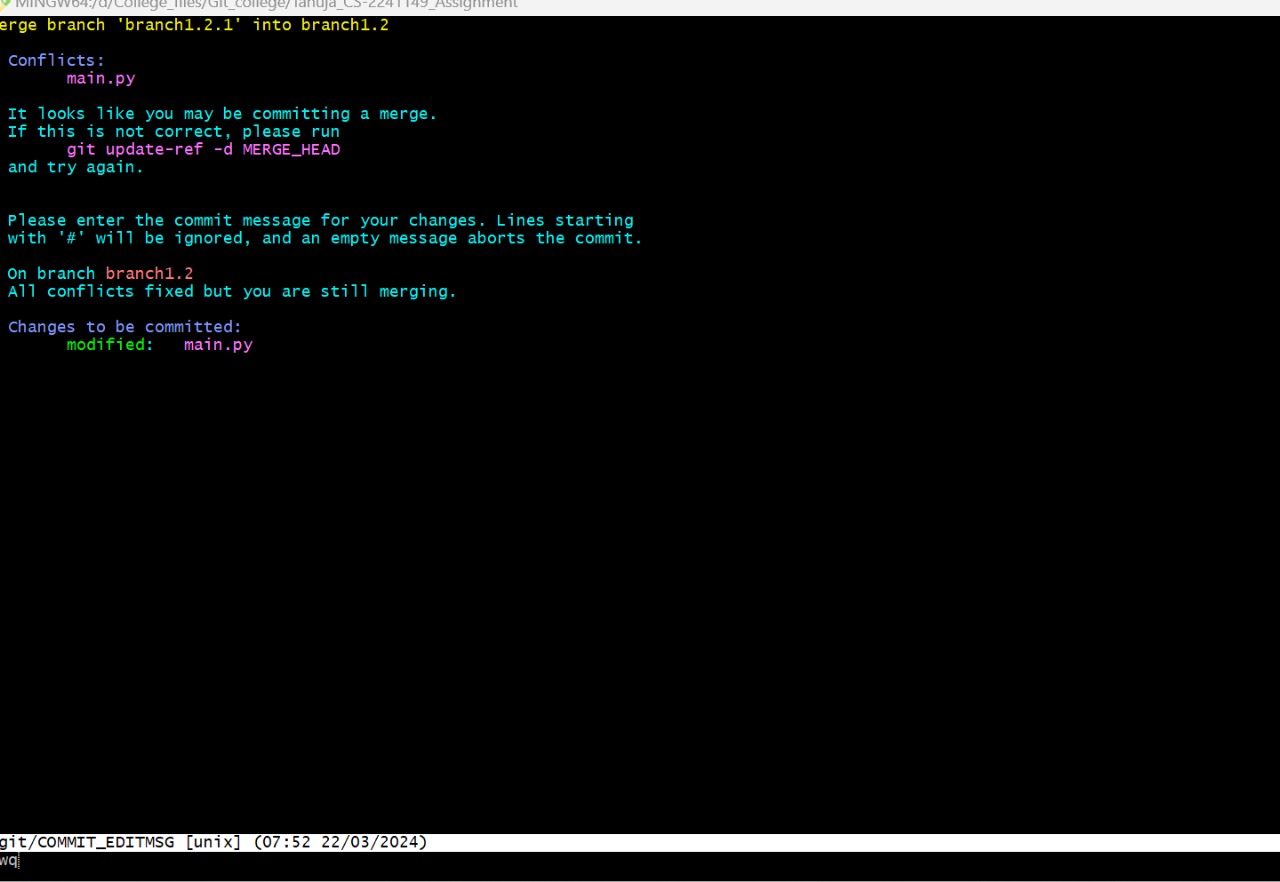 MINGW64:/d/College_files/Git_college/Tanuja_CS-2241149_Assignment
erge branch 'branch1.2.1' into branch1.2
Conflicts:
main.py
It looks like you may be committing a merge.
If this is not correct, please run
git update-ref -d MERGE_HEAD
and try again.
Please enter the commit message for your changes. Lines starting
with '#' will be ignored, and an empty message aborts the commit.
On branch branch1.2
All conflicts fixed but you are still merging.
Changes to be committed:
modified:   main.py
git/COMMIT_EDITMSG [unix] (07:52 22/03/2024)
wq